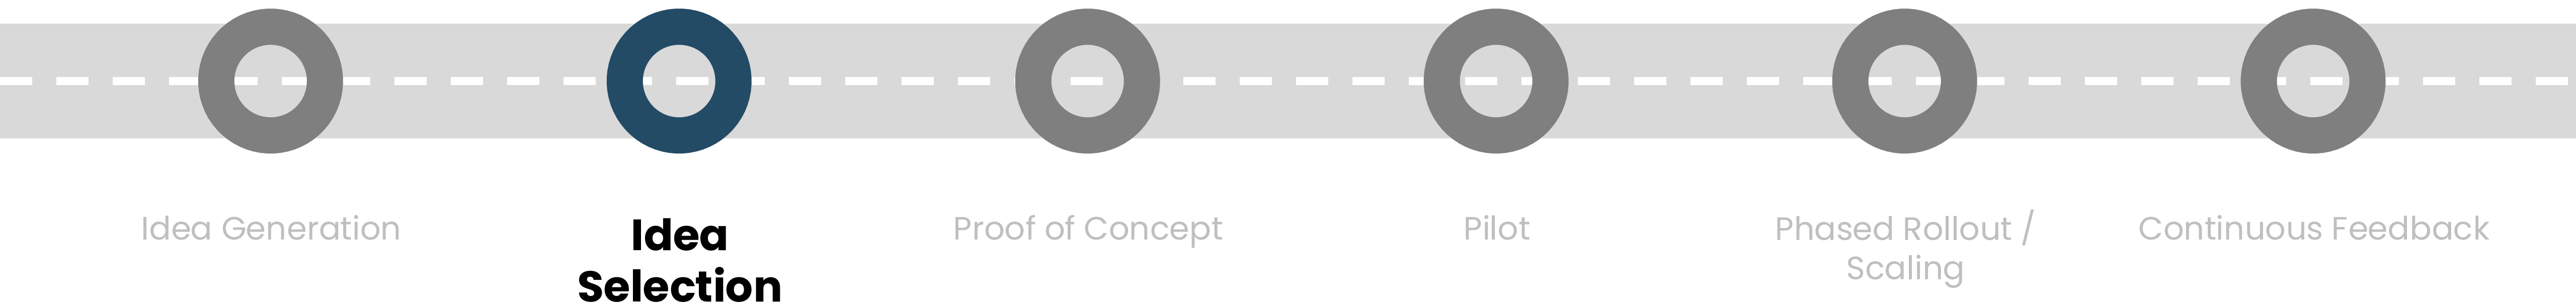 Idea Generation
Idea
Selection
Proof of Concept
Pilot
Phased Rollout /
Scaling
Continuous Feedback